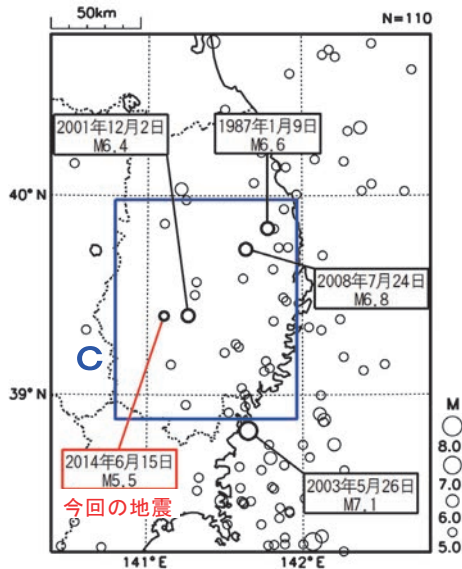 50km
N=110
2001年12月2日
M6.4
1987年1月9日
M6.6
40°N
2008年7月24日
M6.8
C
39°N
2014年6月15日
M5.5
今回の地震
2003年5月26日
M7.1
M
8.0
7.0
6.0
5.0
141°E
142°E